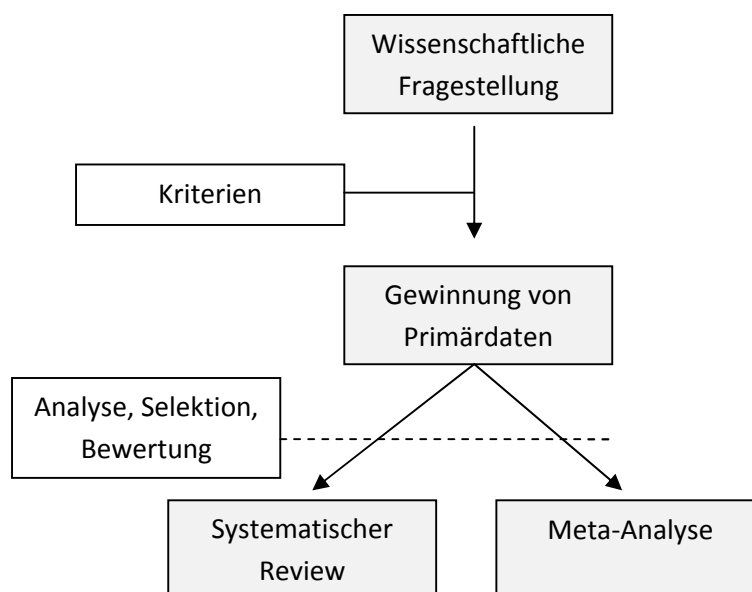 Wissenschaftliche
Fragestellung
Kriterien
Gewinnung von
Primärdaten
Analyse, Selektion,
Bewertung
Systematischer
Review
Meta-Analyse